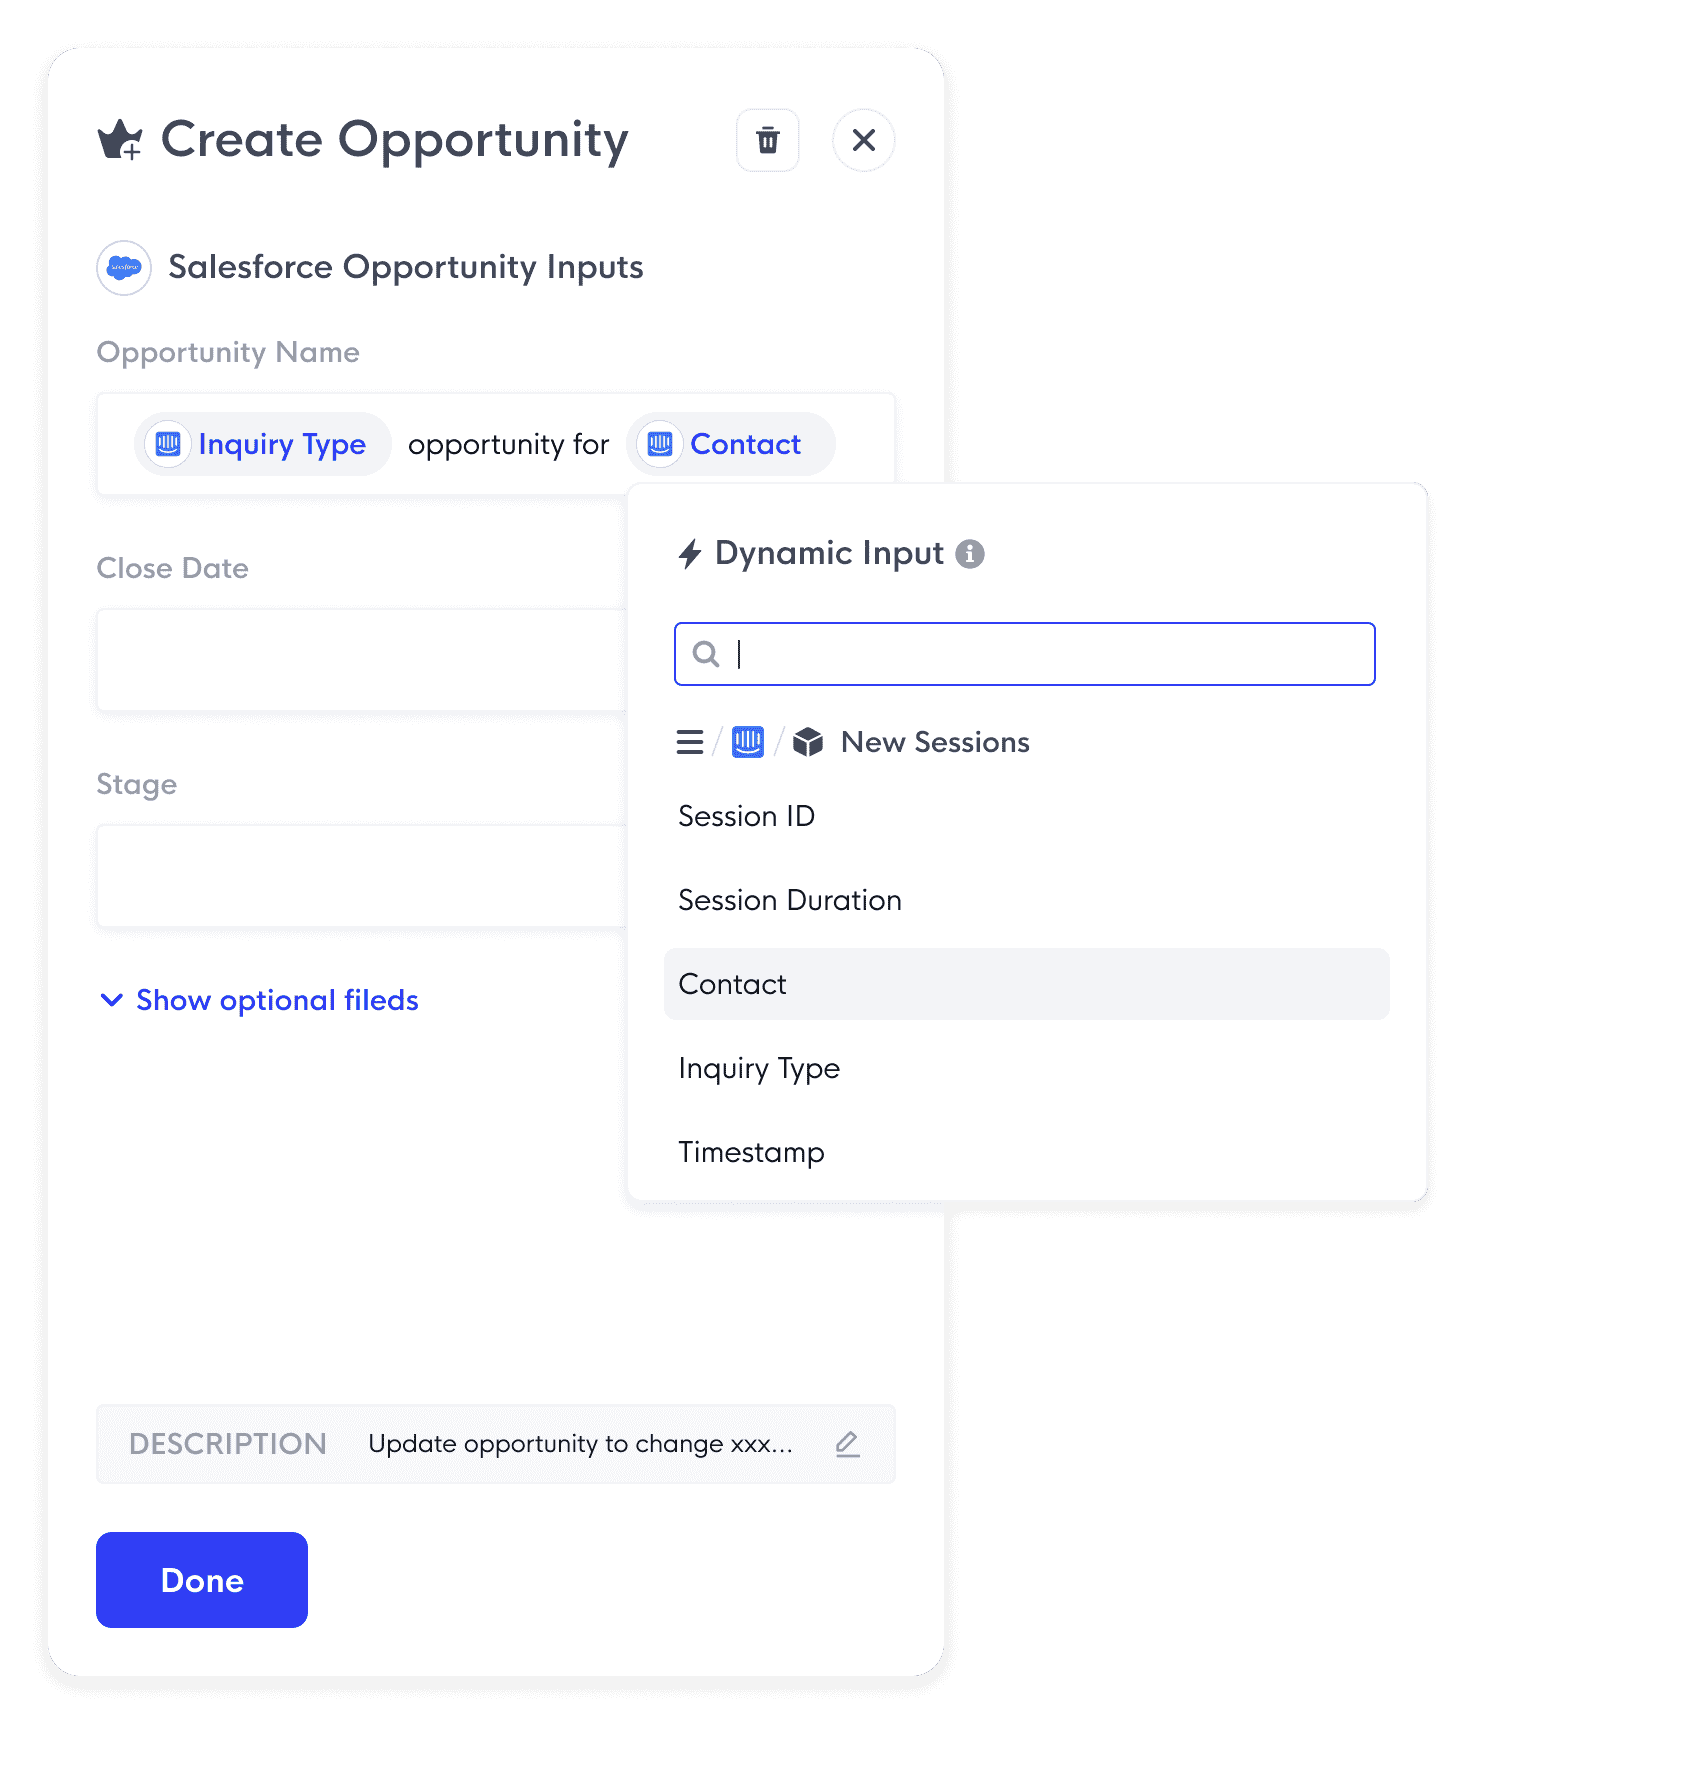 Create Opportunity
salesforce
Salesforce Opportunity Inputs
Opportunity Name
Inquiry Type opportunity for Contact
Close Date
Stage
Show optional fileds
Dynamic Input
New Sessions
Session ID
Session Duration
Contact
Inquiry Type
Timestamp
DESCRIPTION Update opportunity to change xxx...
Done